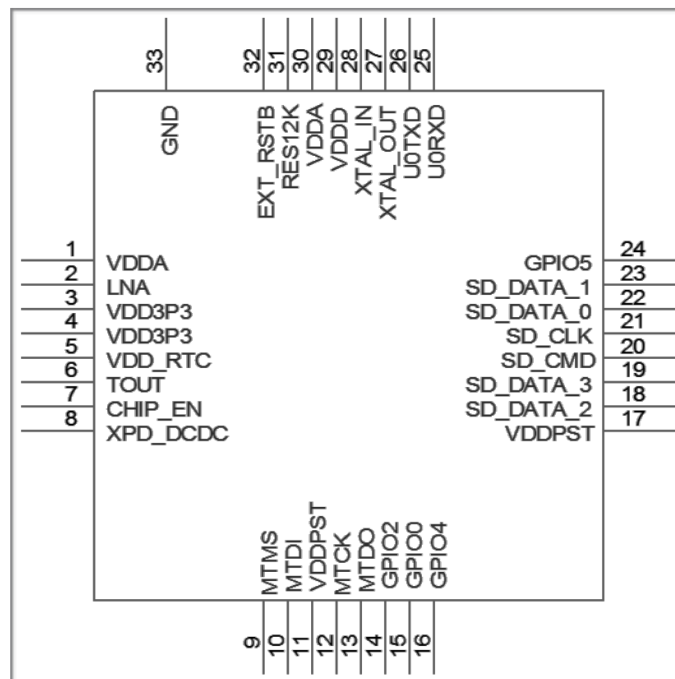 33
32
31
30
29
28
27
26
25
GND
EXT_RSTB
RES12K
VDDA
VDDD
XTAL_IN
XTAL_OUT
U0TXD
U0RXD
1 VDDA
2 LNA
3 VDD3P3
4 VDD3P3
5 VDD_RTC
6 TOUT
7 CHIP_EN
8 XPD_DCDC
GPIO5 24
SD_DATA_1 23
SD_DATA_0 22
SD_CLK 21
SD_CMD 20
SD_DATA_3 19
SD_DATA_2 18
VDDPST 17
MTMS
MTDI
VDDPST
MTCK
MTDO
GPIO2
GPIO0
GPIO4
9
10
11
12
13
14
15
16